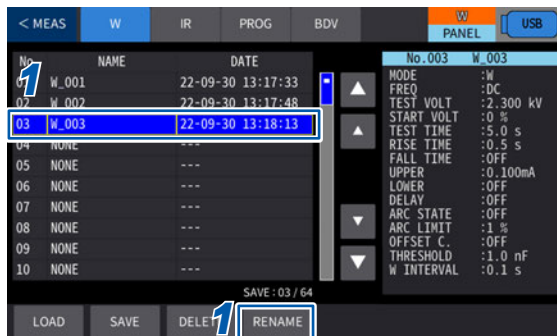 < MEAS W IR PROG BDV W PANEL USB
No. NAME DATE
1
01 W_001 22-09-30 13:17:33
02 W_002 22-09-30 13:17:48
03 W_003 22-09-30 13:18:13
04 NONE ---
05 NONE ---
06 NONE ---
07 NONE ---
08 NONE ---
09 NONE ---
10 NONE ---
SAVE : 03 / 64
No.003 W_003
MODE :W
FREQ :DC
TEST VOLT :2.300 kV
START VOLT :0 %
TEST TIME :5.0 s
RISE TIME :0.5 s
FALL TIME :OFF
UPPER :0.100mA
LOWER :OFF
DELAY :OFF
ARC STATE :OFF
ARC LIMIT :1 %
OFFSET C. :OFF
THRESHOLD :1.0 nF
W INTERVAL :0.1 s
LOAD SAVE DELETE 1 RENAME